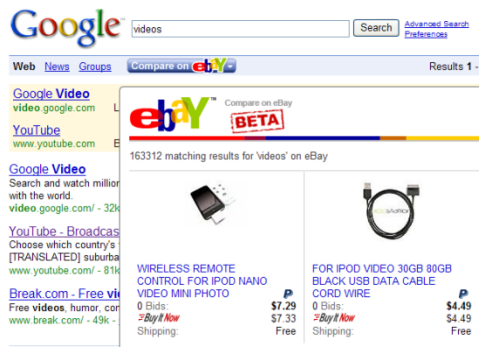 Google
videos
Search
Advanced Search
Preferences
Web News Groups Compare on ebY Results 1 -
Google Video
video.google.com L
YouTube
www.youtube.com E
Google Video
Search and watch million
with the world.
video.google.com/ - 32k
YouTube - Broadcas
Choose which country's
[TRANSLATED] suburba
www.youtube.com/ - 81k
Break.com - Free vi
Free videos, humor, cor
www.break.com/ - 49k -
ebaY™
Compare on eBay
BETA
163312 matching results for 'videos' on eBay
WIRELESS REMOTE
CONTROL FOR IPOD NANO
VIDEO MINI PHOTO P
0 Bids: $7.29
Buy It Now $7.33
Shipping: Free
FOR IPOD VIDEO 30GB 80GB
BLACK USB DATA CABLE
CORD WIRE P
0 Bids: $4.49
Buy It Now $4.49
Shipping: Free